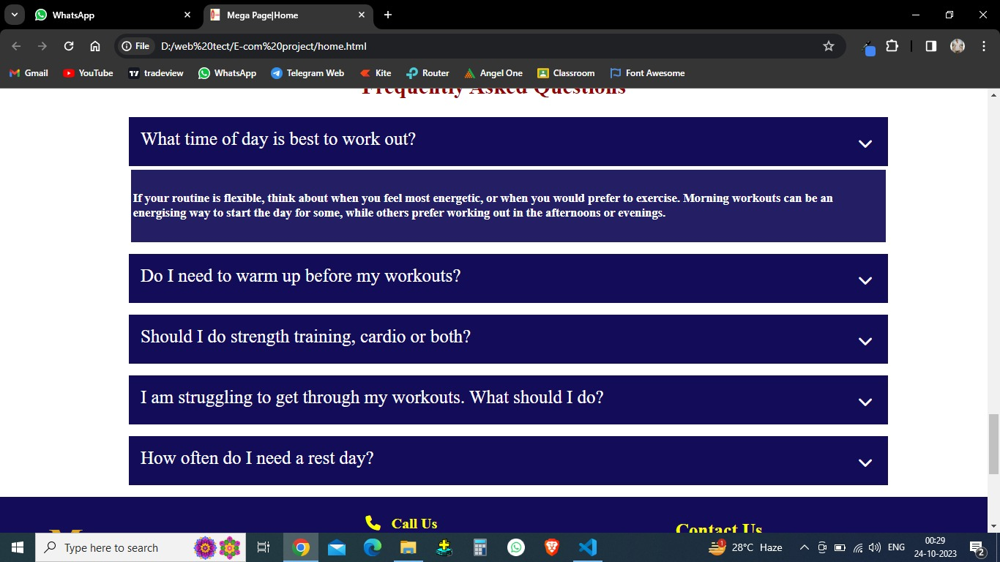 WhatsApp
Mega Page|Home
File
D:/web%20tect/E-com%20project/home.html
Gmail
YouTube
tradeview
WhatsApp
Telegram Web
Kite
Router
Angel One
Classroom
Font Awesome
Frequently Asked Questions
What time of day is best to work out?
If your routine is flexible, think about when you feel most energetic, or when you would prefer to exercise. Morning workouts can be an
energising way to start the day for some, while others prefer working out in the afternoons or evenings.
Do I need to warm up before my workouts?
Should I do strength training, cardio or both?
I am struggling to get through my workouts. What should I do?
How often do I need a rest day?
Call Us
Contact Us
Type here to search
1
28°C Haze
ENG
00:29
24-10-2023
2